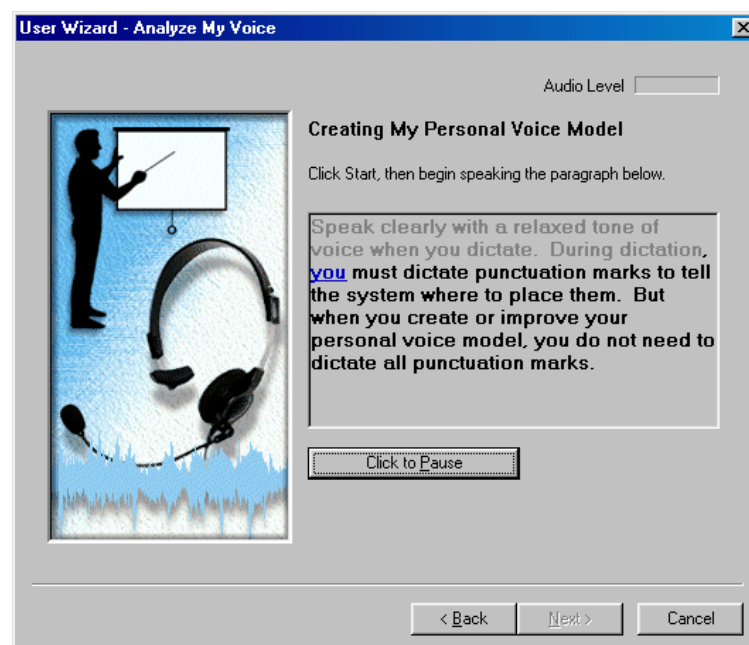 User Wizard - Analyze My Voice
Audio Level
Creating My Personal Voice Model
Click Start, then begin speaking the paragraph below.
Speak clearly with a relaxed tone of
voice when you dictate. During dictation,
you must dictate punctuation marks to tell
the system where to place them. But
when you create or improve your
personal voice model, you do not need to
dictate all punctuation marks.
Click to Pause
< Back Next > Cancel